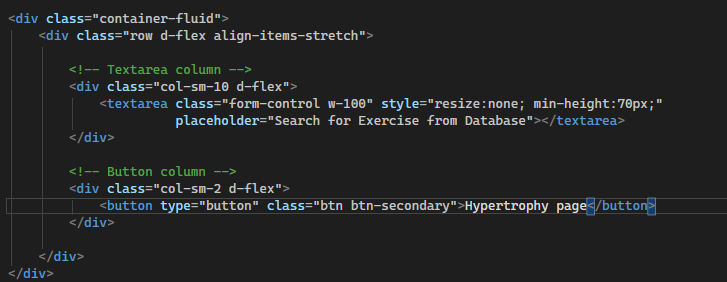 <div class="container-fluid">
<div class="row d-flex align-items-stretch">
<!-- Textarea column -->
<div class="col-sm-10 d-flex">
<textarea class="form-control w-100" style="resize:none; min-height:70px;"
placeholder="Search for Exercise from Database"></textarea>
</div>
<!-- Button column -->
<div class="col-sm-2 d-flex">
<button type="button" class="btn btn-secondary">Hypertrophy page</button>
</div>
</div>
</div>